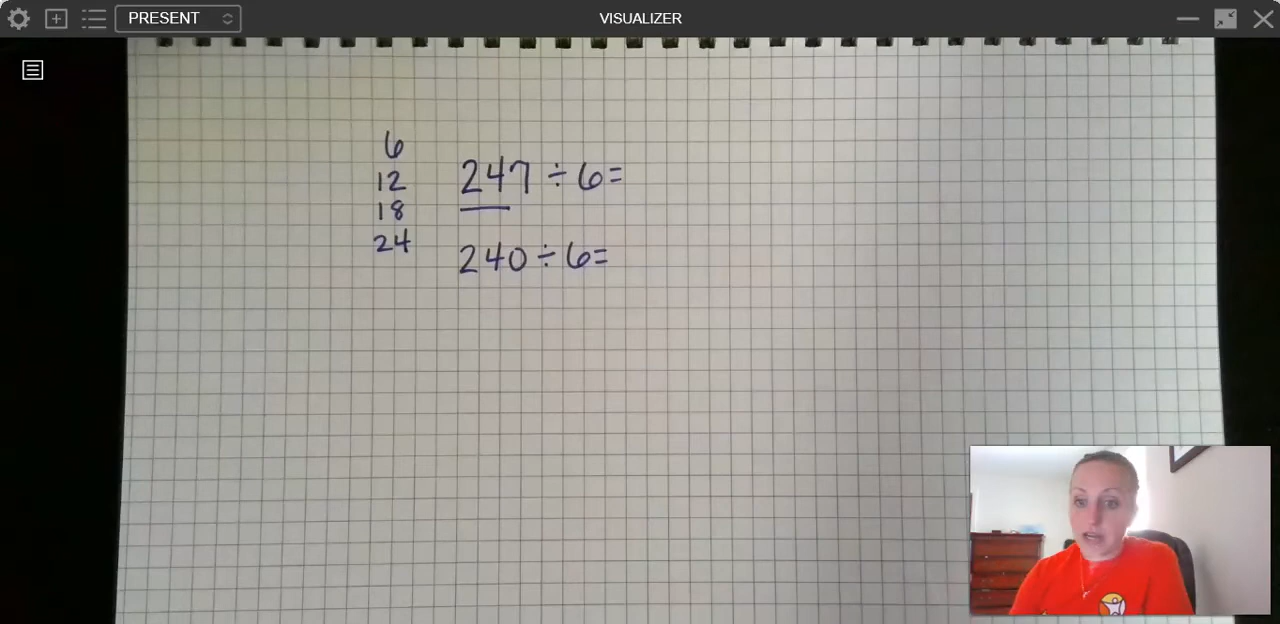 PRESENT
VISUALIZER
6
12
18
24
247 ÷ 6=
240 ÷ 6=